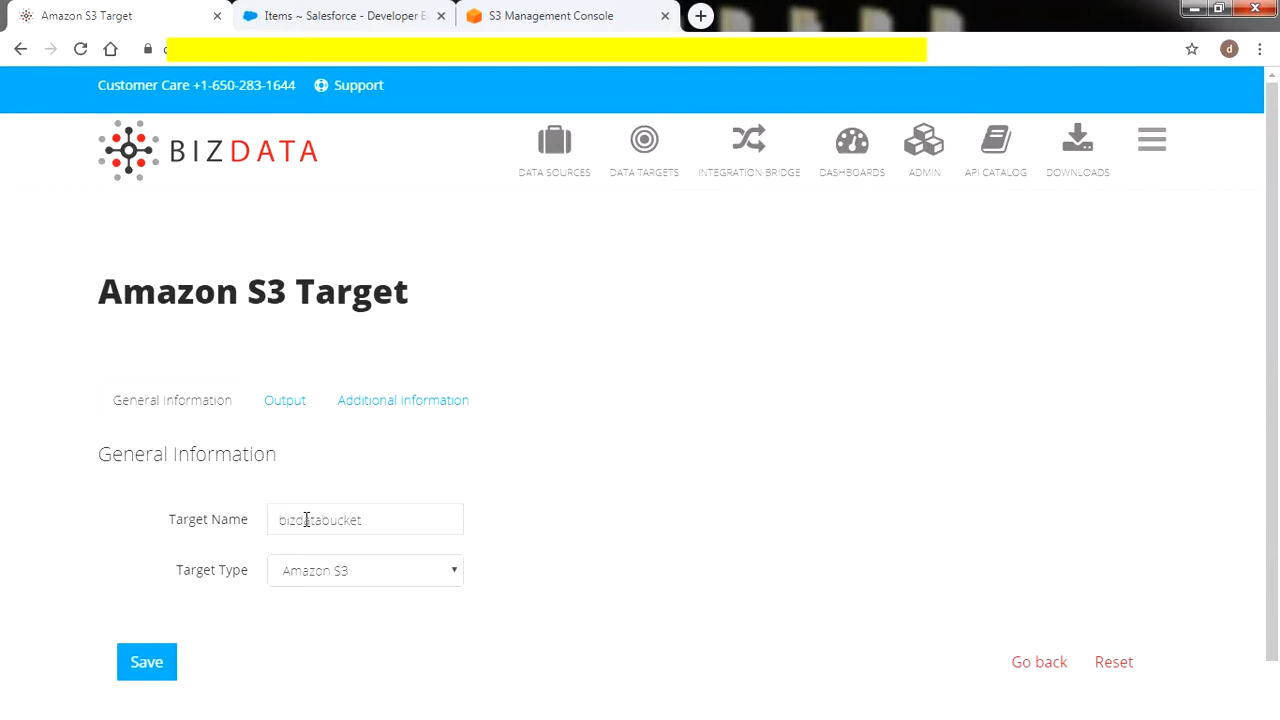 Amazon S3 Target
Items ~ Salesforce - Developer E
S3 Management Console
d
Customer Care +1-650-283-1644
Support
BIZDATA
DATA SOURCES
DATA TARGETS
INTEGRATION BRIDGE
DASHBOARDS
ADMIN
API CATALOG
DOWNLOADS
Amazon S3 Target
General Information
Output
Additional Information
General Information
Target Name
bizdatabucket
Target Type
Amazon S3
Save
Go back
Reset